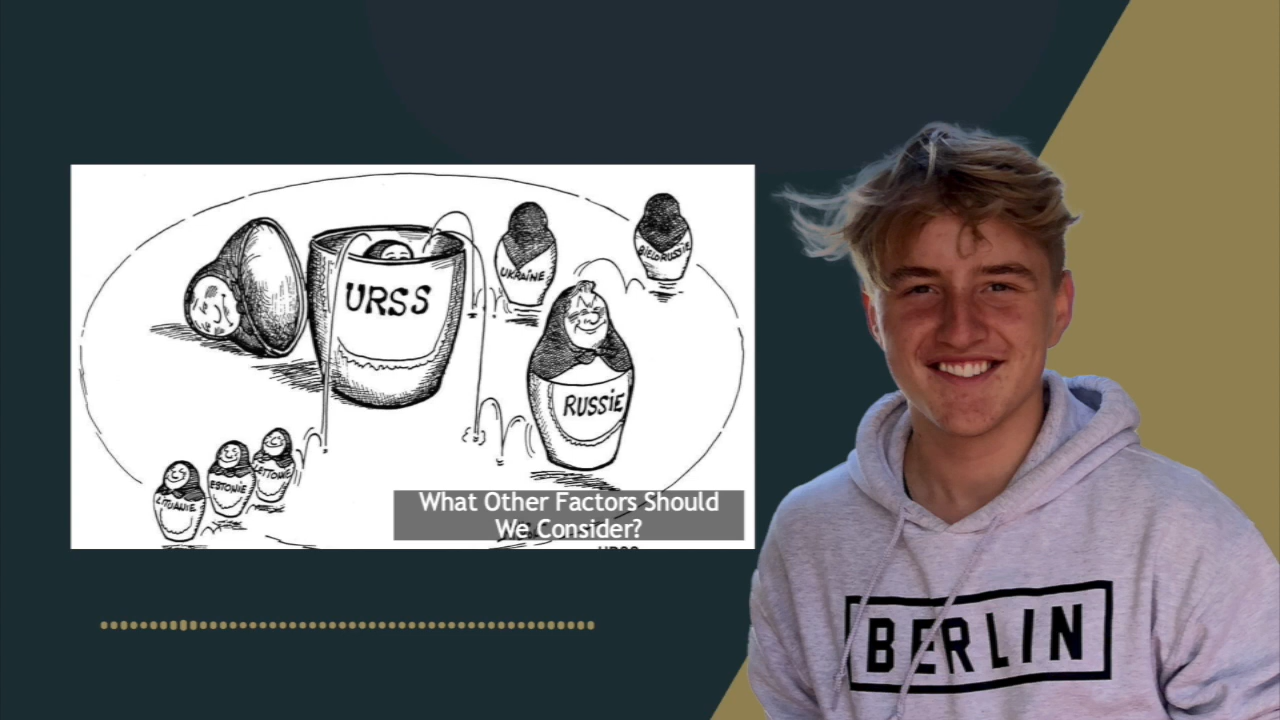 URSS
UKRAINE
BIELORUSSIE
RUSSIE
LITUANIE
ESTONIE
LETTONIE
What Other Factors Should
We Consider?
BERLIN